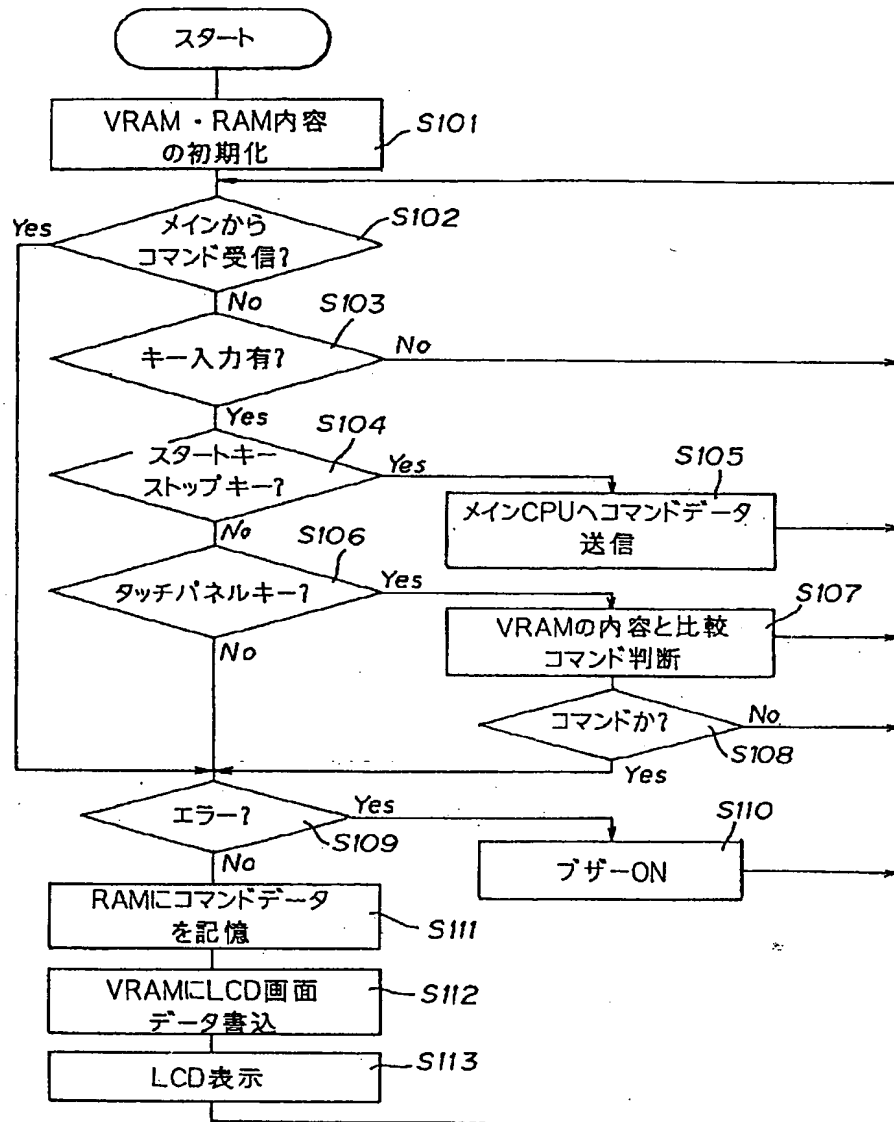 スタート
VRAM・RAM内容
の初期化
S101
メインから
コマンド受信?
S102
Yes
No
S103
キー入力有?
No
Yes
S104
スタートキー
ストップキー?
Yes
S105
メインCPUへコマンドデータ
送信
No
S106
タッチパネルキー?
Yes
S107
VRAMの内容と比較
コマンド判断
No
コマンドか?
No
S108
Yes
エラー?
Yes
S109
S110
ブザーON
No
RAMにコマンドデータ
を記憶
S111
VRAMにLCD画面
データ書込
S112
LCD表示
S113